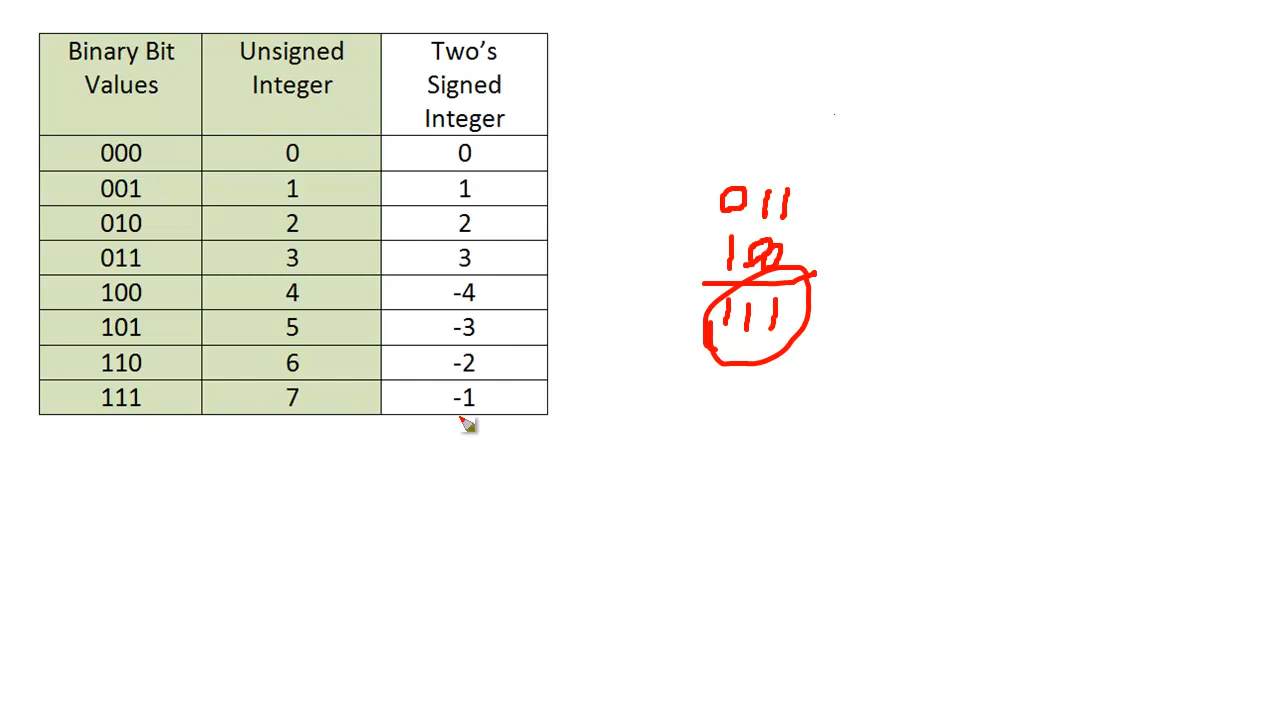 Binary Bit Values Unsigned Integer Two's Signed Integer
000 0 0
001 1 1
010 2 2
011 3 3
100 4 -4
101 5 -3
110 6 -2
111 7 -1
011
100
111